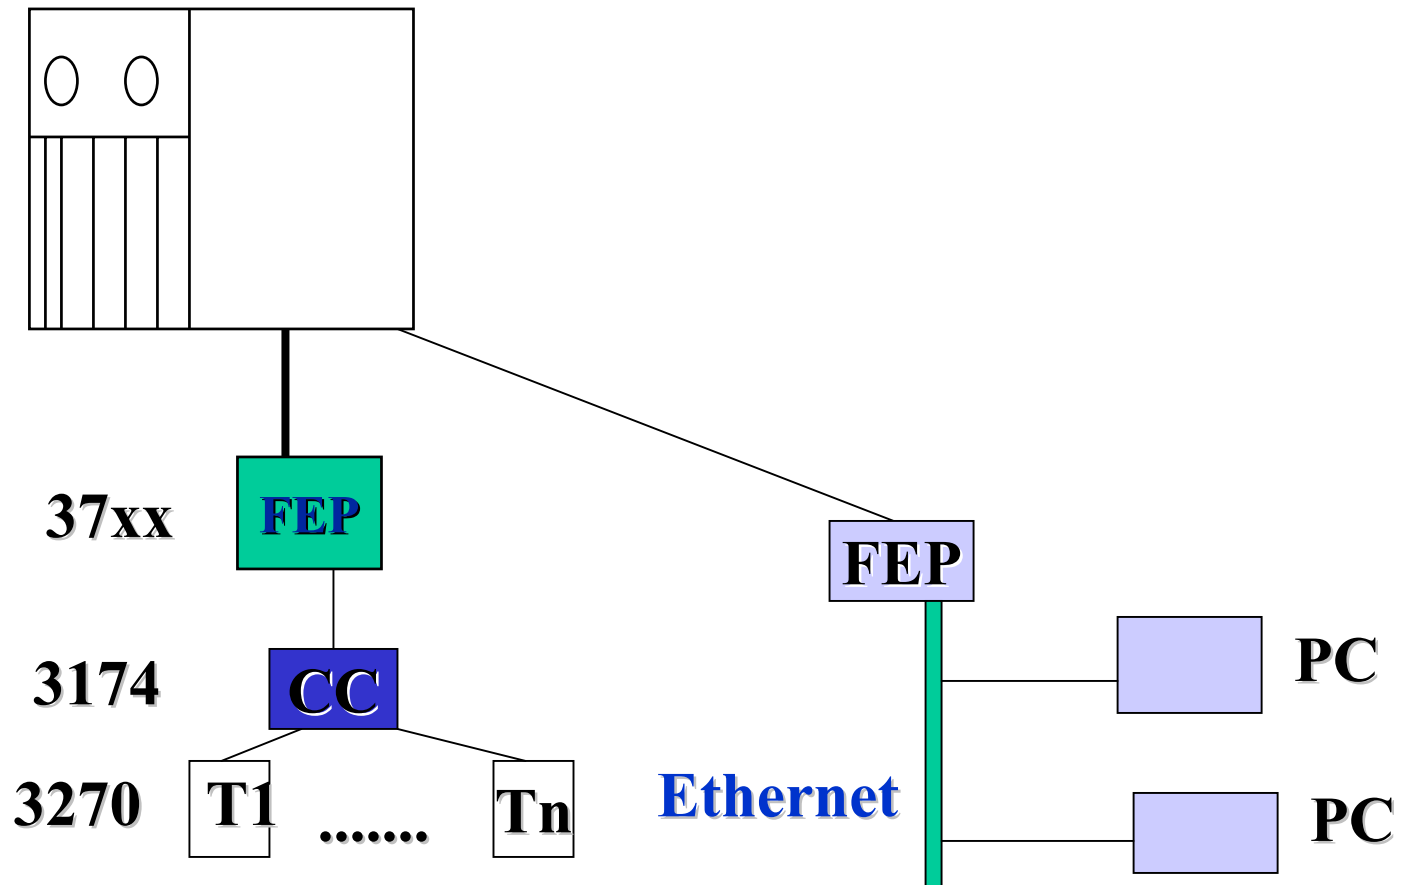 37xx
FEP
FEP
3174
CC
PC
3270
T1
.......
Tn
Ethernet
PC